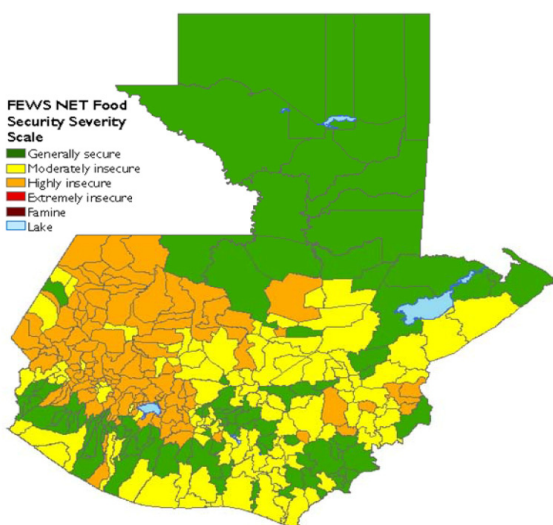 FEWS NET Food
Security Severity
Scale
Generally secure
Moderately insecure
Highly insecure
Extremely insecure
Famine
Lake